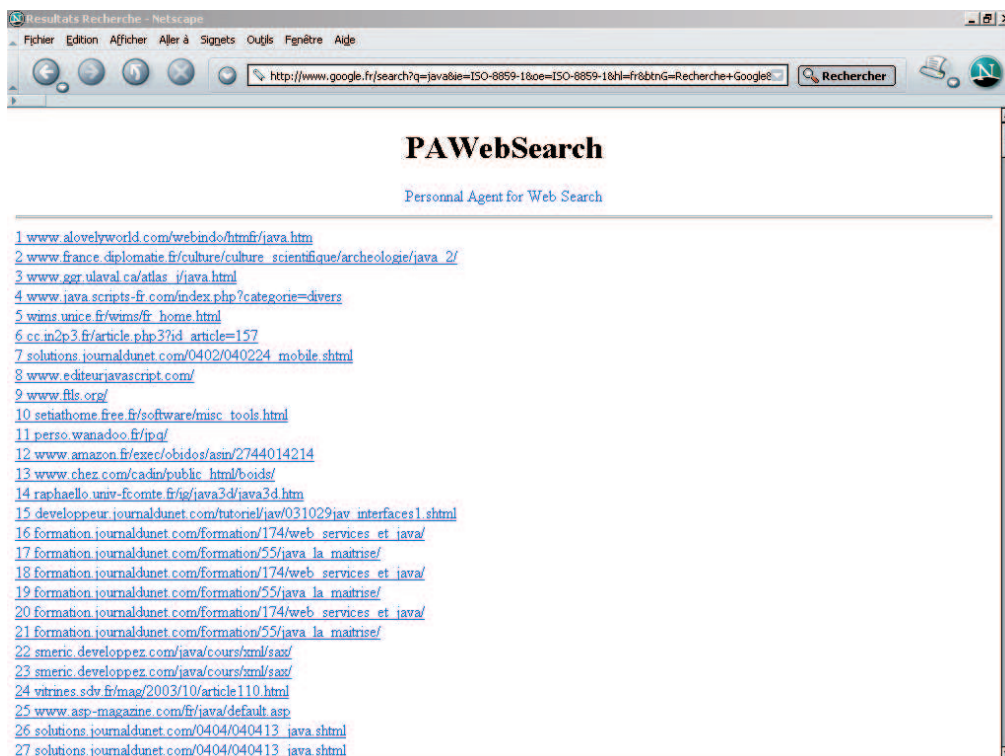 Resultats Recherche - Netscape
Fichier Edition Afficher Aller à Signets Outils Fenêtre Aide
http://www.google.fr/search?q=java&ie=ISO-8859-1&oe=ISO-8859-1&hl=fr&btnG=Recherche+Google&
Rechercher
N
PAWebSearch
Personnal Agent for Web Search
1 www.alovelyworld.com/webindo/htmfr/java.htm
2 www.france.diplomatie.fr/culture/culture_scientifique/archeologie/java_2/
3 www.ggr.ulaval.ca/atlas_j/java.html
4 www.java.scripts-fr.com/index.php?categorie=divers
5 wims.unice.fr/wims/fr_home.html
6 cc.in2p3.fr/article.php3?id_article=157
7 solutions.journaldunet.com/0402/040224_mobile.shtml
8 www.editeurjavascript.com/
9 www.ftls.org/
10 setiathome.free.fr/software/misc_tools.html
11 perso.wanadoo.fr/jpq/
12 www.amazon.fr/exec/obidos/asin/2744014214
13 www.chez.com/cadin/public_html/boids/
14 raphaello.univ-fcomte.fr/ig/java3d/java3d.htm
15 developpeur.journaldunet.com/tutoriel/jav/031029jav_interfaces1.shtml
16 formation.journaldunet.com/formation/174/web_services_et_java/
17 formation.journaldunet.com/formation/55/java_la_maitrise/
18 formation.journaldunet.com/formation/174/web_services_et_java/
19 formation.journaldunet.com/formation/55/java_la_maitrise/
20 formation.journaldunet.com/formation/174/web_services_et_java/
21 formation.journaldunet.com/formation/55/java_la_maitrise/
22 smeric.developpez.com/java/cours/xml/sax/
23 smeric.developpez.com/java/cours/xml/sax/
24 vitrines.sdv.fr/mag/2003/10/article110.html
25 www.asp-magazine.com/fr/java/default.asp
26 solutions.journaldunet.com/0404/040413_java.shtml
27 solutions.journaldunet.com/0404/040413_java.shtml